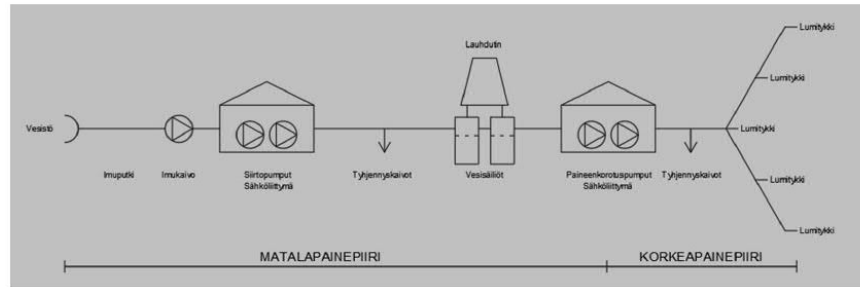 Lumitykki
Lauhdutin
Lumitykki
Vesistö
Lumitykki
Imuputki
Imukaivo
Siirtopumput
Sähköliittymä
Tyhjennyskaivot
Vesisäiliöt
Paineenkorotuspumput
Sähköliittymä
Tyhjennyskaivot
Lumitykki
Lumitykki
MATALAPAINEPIIRI
KORKEAPAINEPIIRI